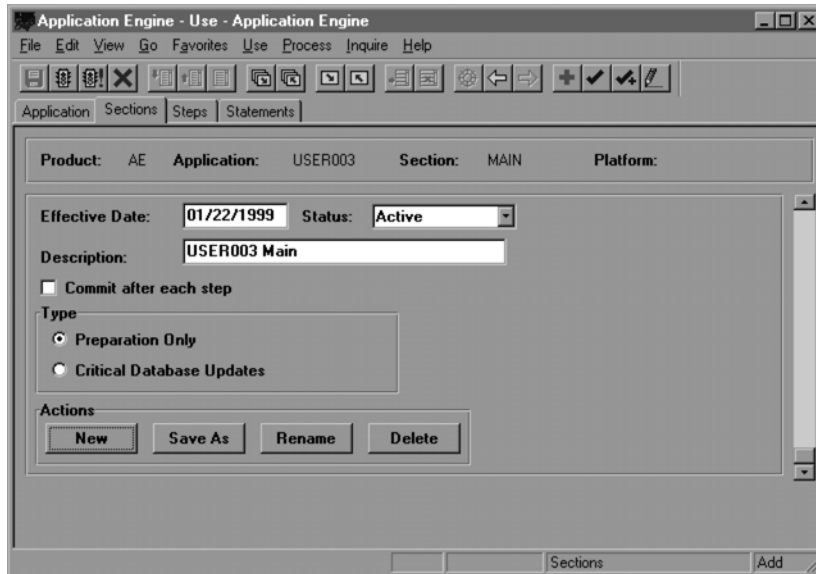 Application Engine - Use - Application Engine
File Edit View Go Favorites Use Process Inquire Help
Application Sections Steps Statements
Product: AE Application: USER003 Section: MAIN Platform:
Effective Date: 01/22/1999 Status: Active
Description: USER003 Main
Commit after each step
Type
Preparation Only
Critical Database Updates
Actions
New Save As Rename Delete
Sections Add